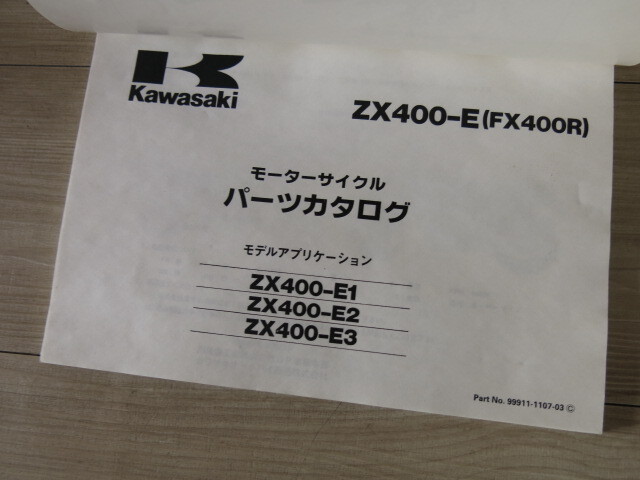 Kawasaki
ZX400-E(FX400R)
モーターサイクル
パーツカタログ
モデルアプリケーション
ZX400-E1
ZX400-E2
ZX400-E3
Part No. 99911-1107-03 ©